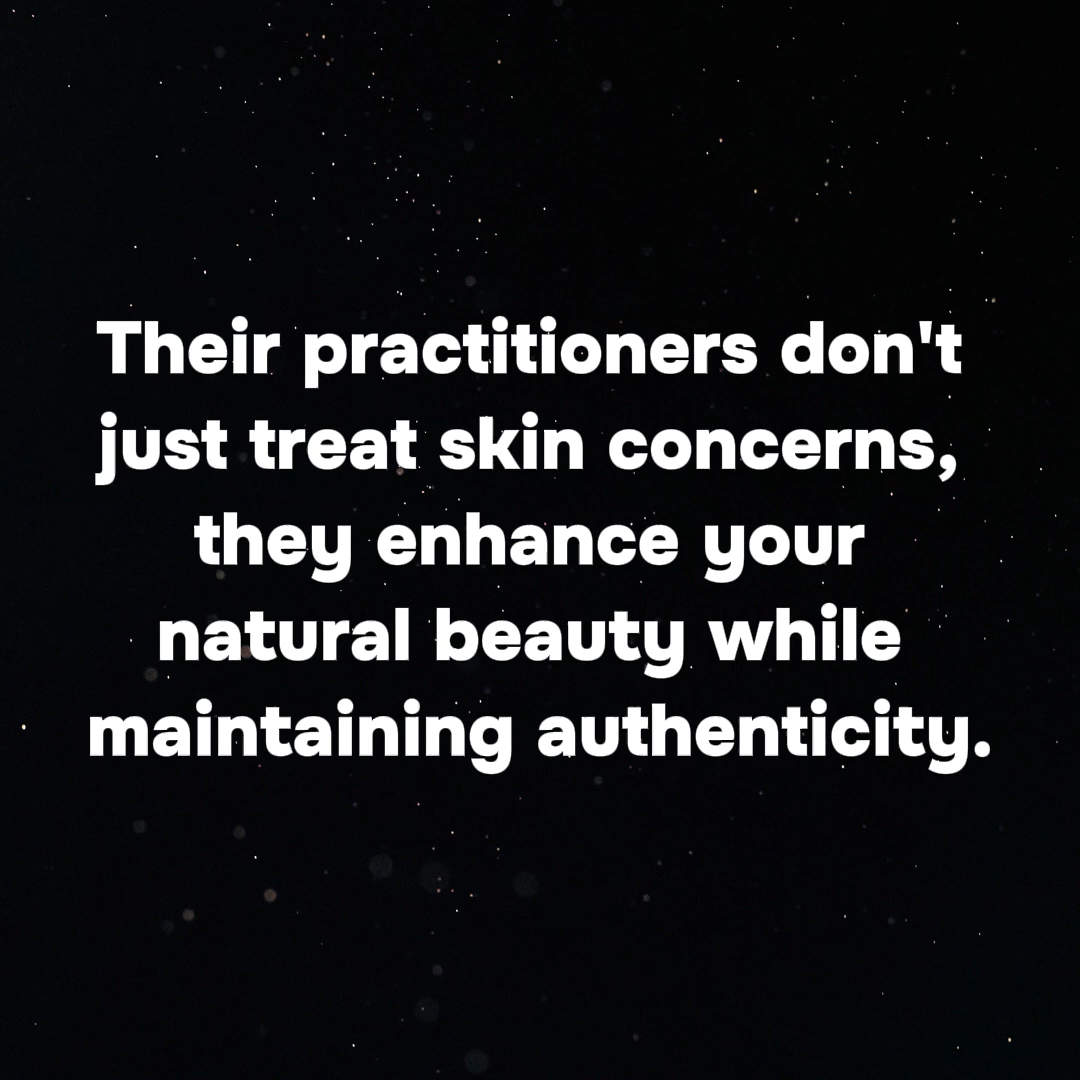 Their practitioners don't
just treat skin concerns,
they enhance your
natural beauty while
maintaining authenticity.